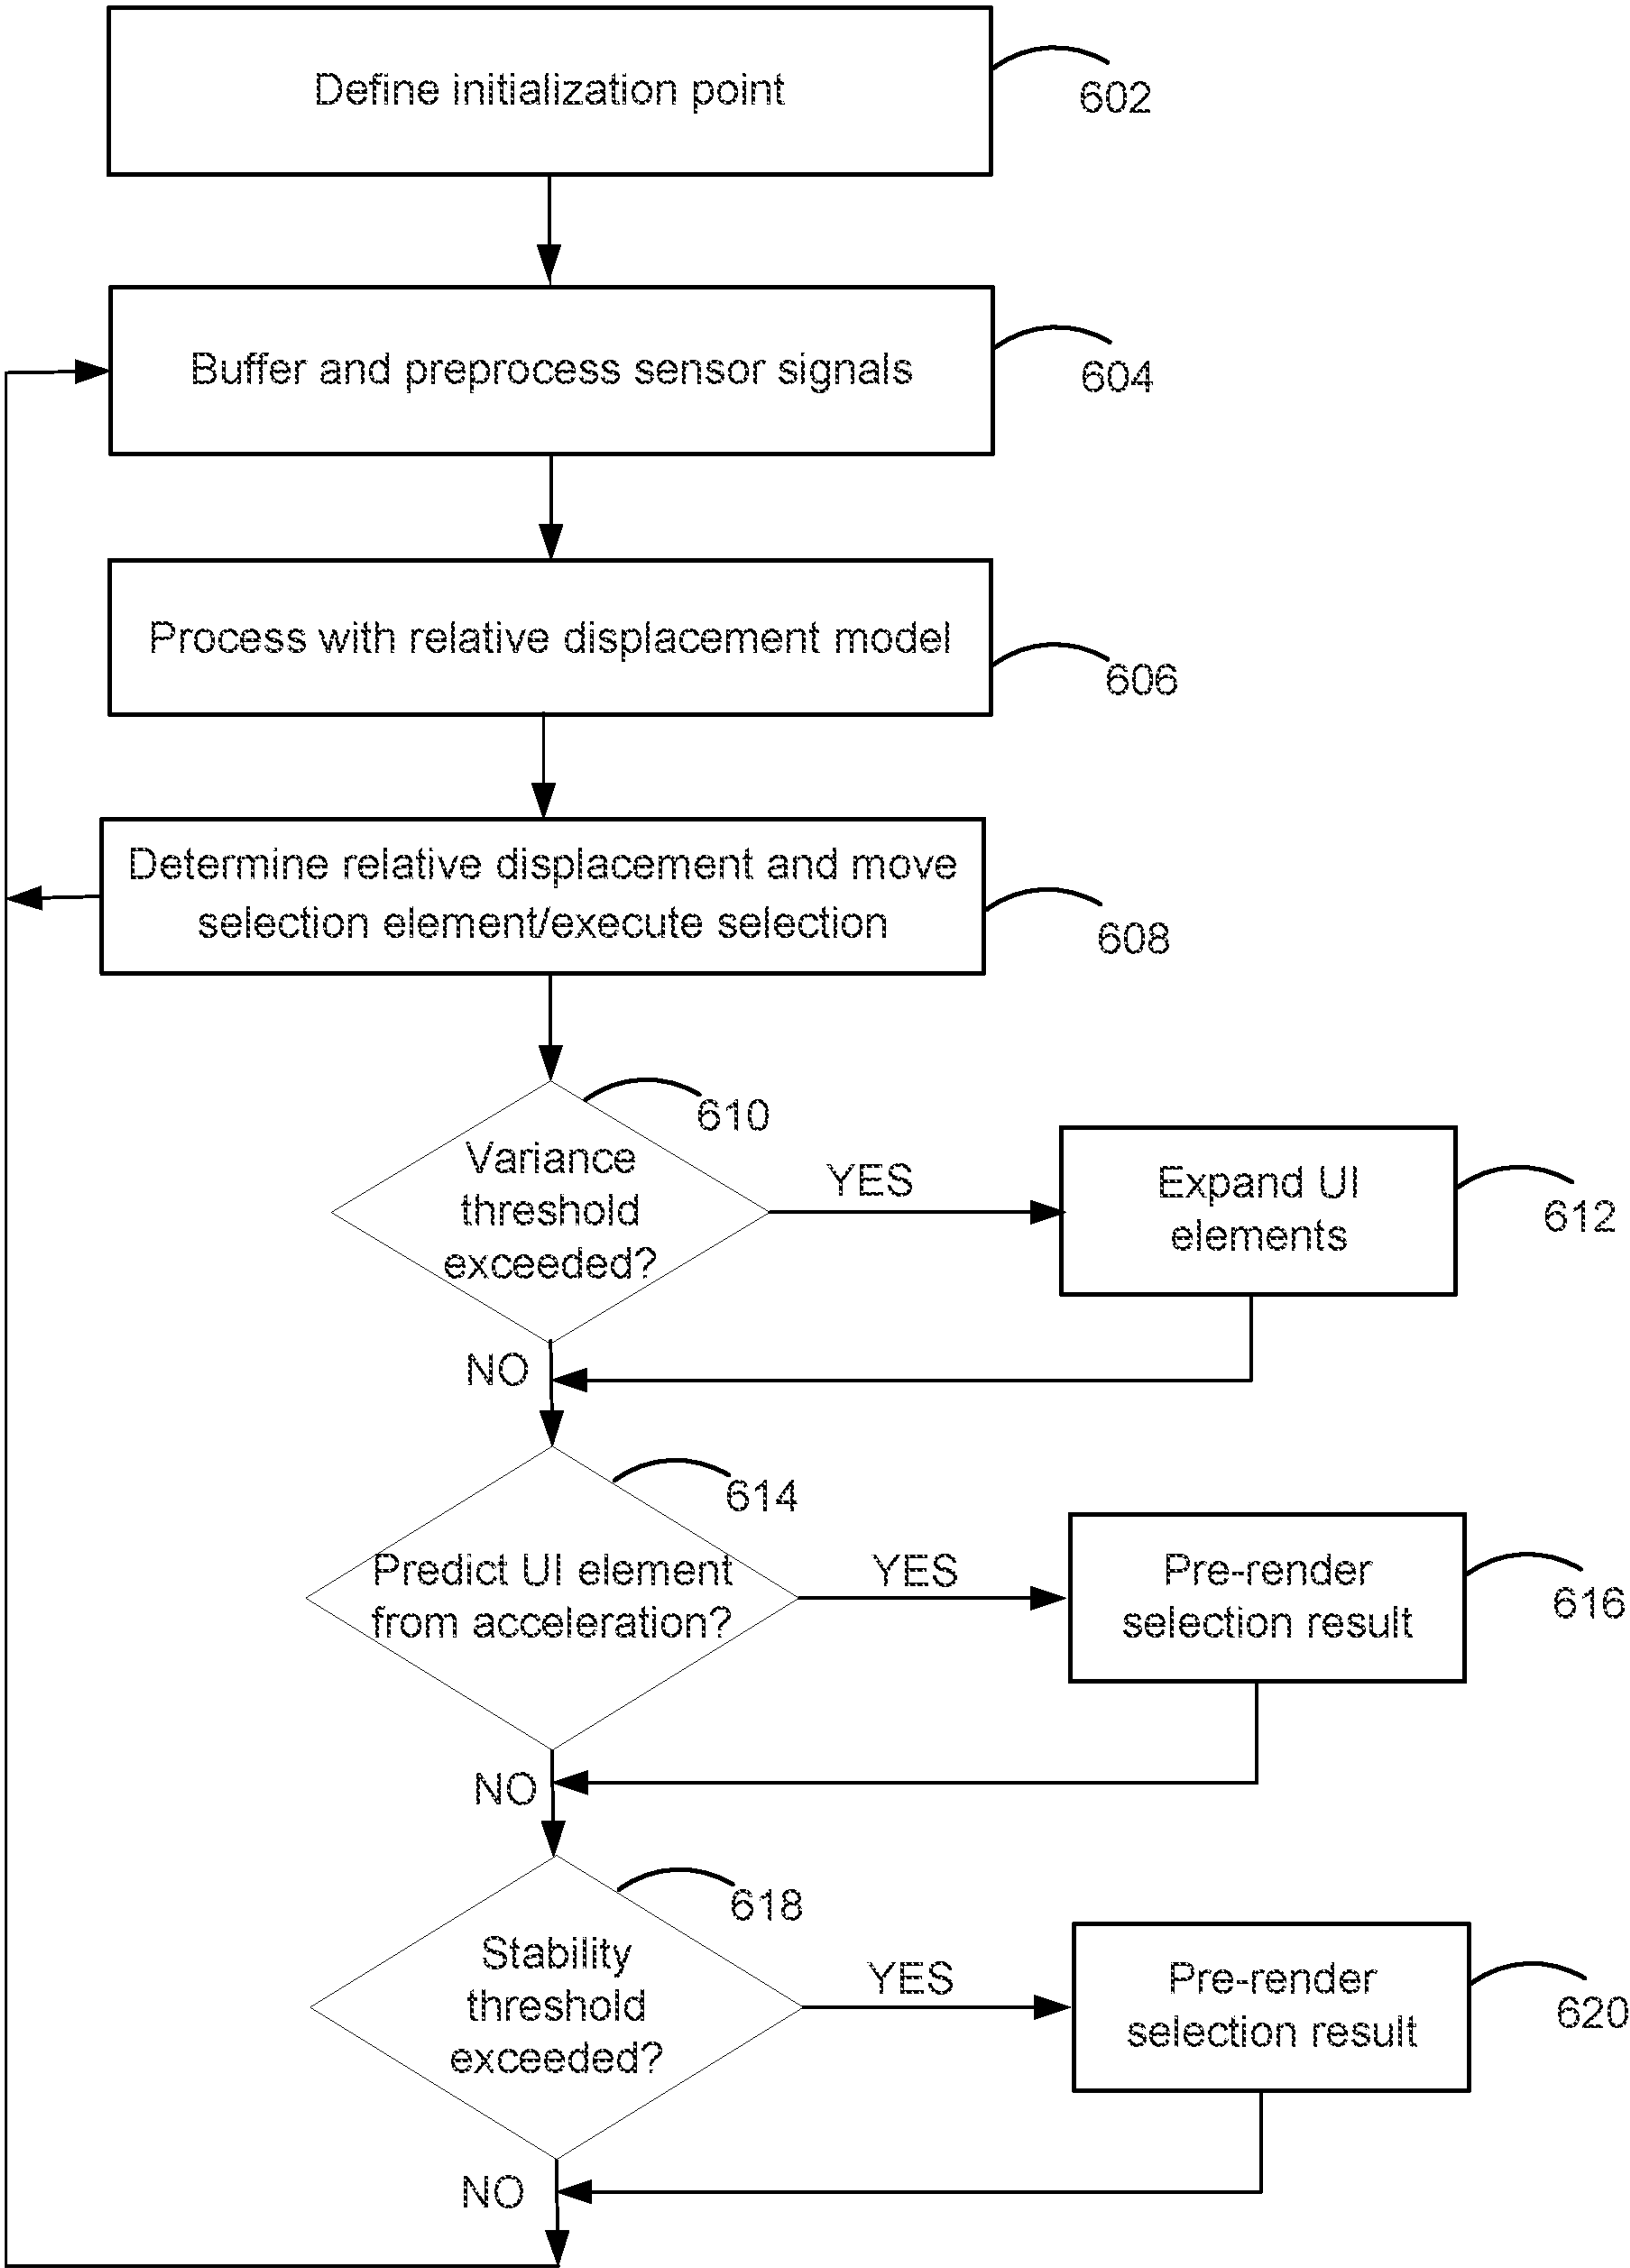 Define initialization point
602
Buffer and preprocess sensor signals
604
Process with relative displacement model
606
Determine relative displacement and move
selection element/execute selection
608
610
Variance
threshold
exceeded?
YES
Expand UI
elements
612
NO
614
Predict UI element
from acceleration?
YES
Pre-render
selection result
616
NO
618
Stability
threshold
exceeded?
YES
Pre-render
selection result
620
NO